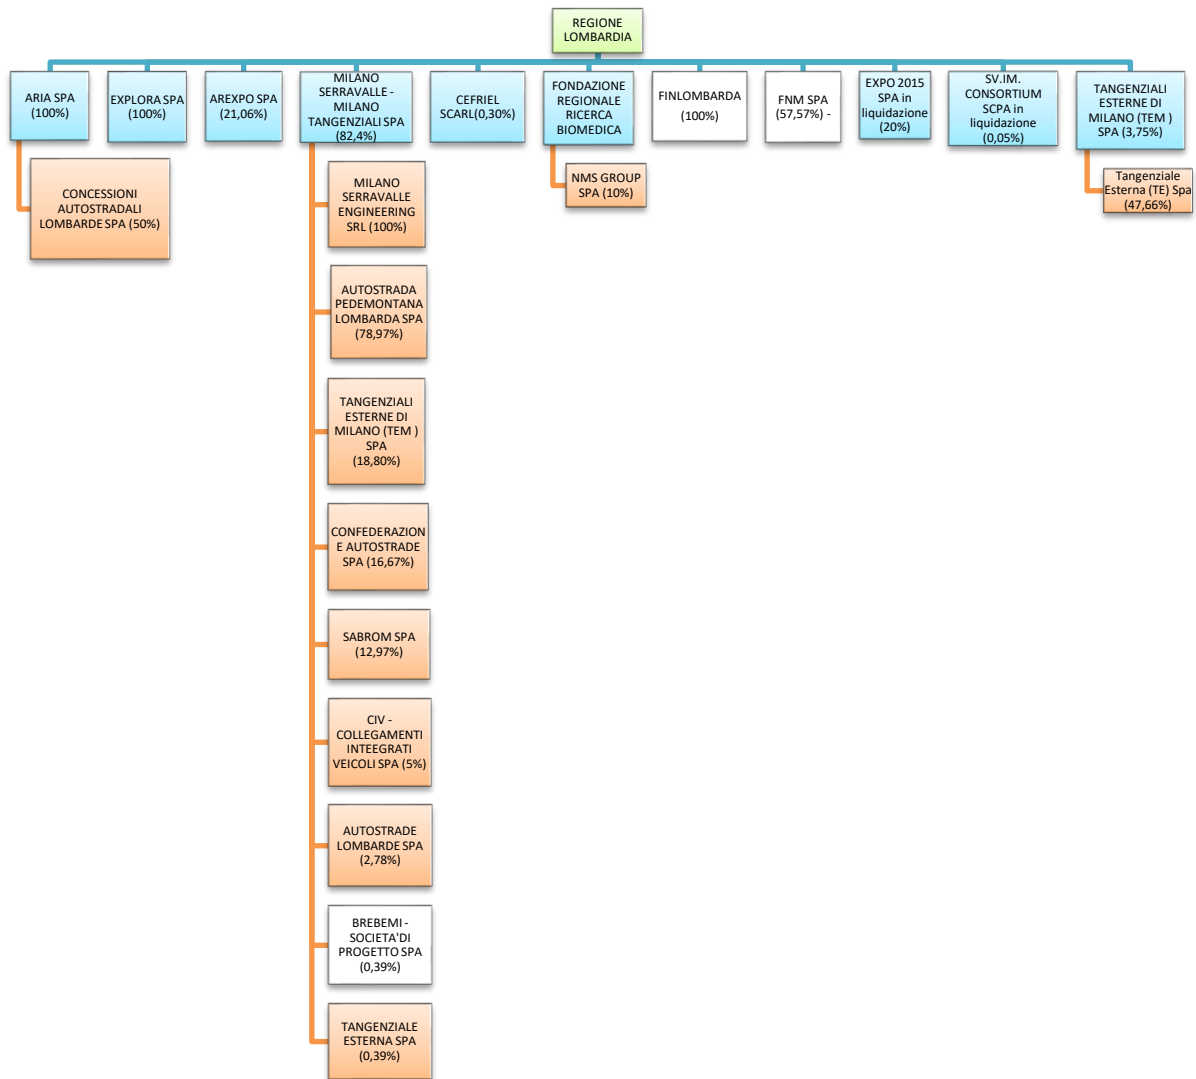 REGIONE
LOMBARDIA
ARIA SPA
(100%)
EXPLORA SPA
(100%)
AREXPO SPA
(21,06%)
MILANO
SERRAVALLE -
MILANO
TANGENZIALI SPA
(82,4%)
CEFRIEL
SCARL(0,30%)
FONDAZIONE
REGIONALE
RICERCA
BIOMEDICA
FINLOMBARDA
(100%)
FNM SPA
(57,57%) -
EXPO 2015
SPA in
liquidazione
(20%)
SV.IM.
CONSORTIUM
SCPA in
liquidazione
(0,05%)
TANGENZIALI
ESTERNE DI
MILANO (TEM )
SPA (3,75%)
CONCESSIONI
AUTOSTRADALI
LOMBARDE SPA (50%)
MILANO
SERRAVALLE
ENGINEERING
SRL (100%)
NMS GROUP
SPA (10%)
Tangenziale
Esterna (TE) Spa
(47,66%)
AUTOSTRADA
PEDEMONTANA
LOMBARDA SPA
(78,97%)
TANGENZIALI
ESTERNE DI
MILANO (TEM )
SPA
(18,80%)
CONFEDERAZION
E AUTOSTRADE
SPA (16,67%)
SABROM SPA
(12,97%)
CIV -
COLLEGAMENTI
INTEEGRATI
VEICOLI SPA (5%)
AUTOSTRADE
LOMBARDE SPA
(2,78%)
BREBEMI -
SOCIETA'DI
PROGETTO SPA
(0,39%)
TANGENZIALE
ESTERNA SPA
(0,39%)